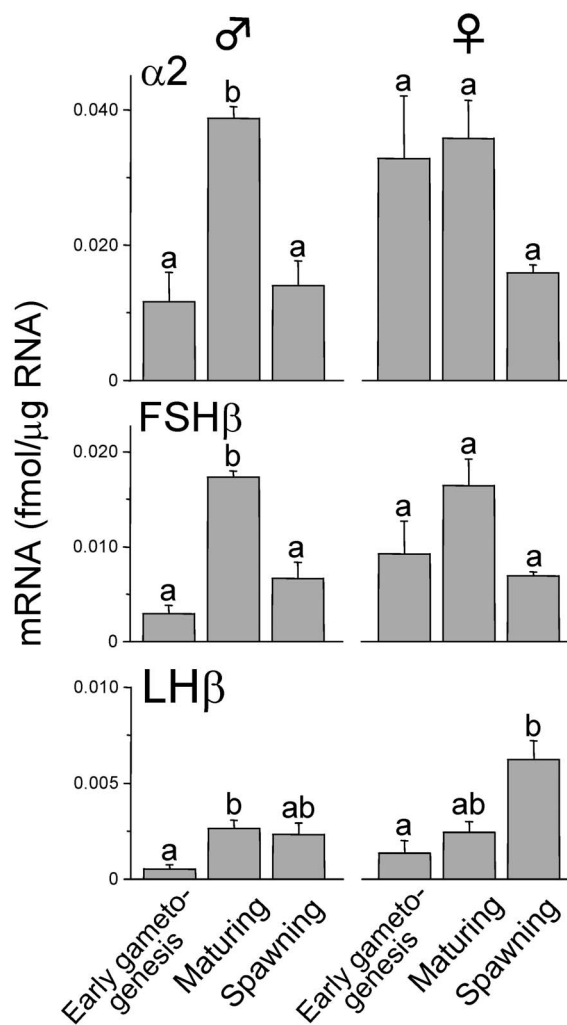 ♂ ♀
α2
a b a a a a
0.040
0.020
0
FSHβ
a b a a a a
0.020
0.010
0
LHβ
a b ab a ab b
0.010
0.005
0
mRNA (fmol/μg RNA)
Early gameto-
genesis
Maturing
Spawning
Early gameto-
genesis
Maturing
Spawning